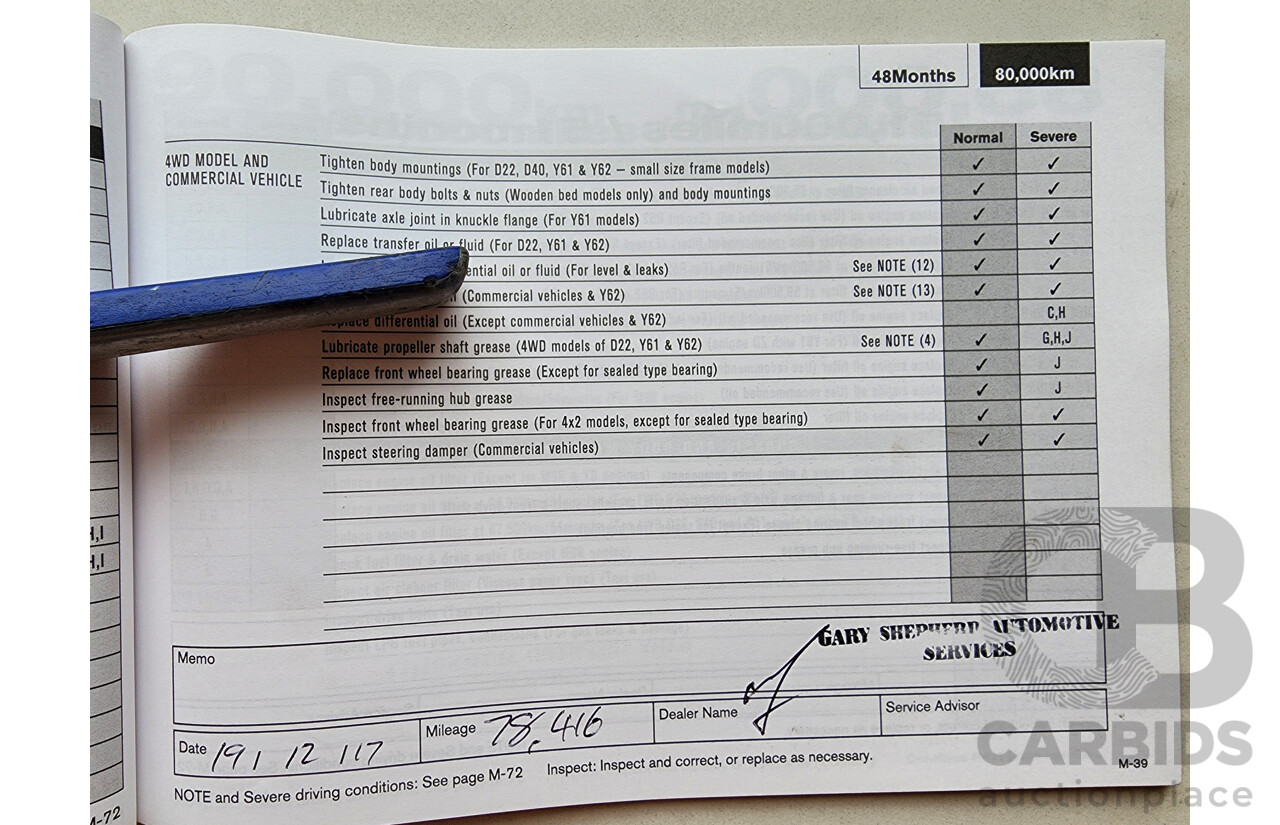 48Months 80,000km
Normal Severe
4WD MODEL AND
COMMERCIAL VEHICLE
Tighten body mountings (For D22, D40, Y61 & Y62 – small size frame models) ✓ ✓
Tighten rear body bolts & nuts (Wooden bed models only) and body mountings ✓ ✓
Lubricate axle joint in knuckle flange (For Y61 models) ✓ ✓
Replace transfer oil or fluid (For D22, Y61 & Y62) ✓ ✓
oil or fluid (For level & leaks) See NOTE (12) ✓ ✓
(Commercial vehicles & Y62) See NOTE (13) ✓ ✓
Replace differential oil (Except commercial vehicles & Y62) C,H
Lubricate propeller shaft grease (4WD models of D22, Y61 & Y62) See NOTE (4) ✓ G,H,J
Replace front wheel bearing grease (Except for sealed type bearing) ✓ J
Inspect free-running hub grease ✓ J
Inspect front wheel bearing grease (For 4x2 models, except for sealed type bearing) ✓ ✓
Inspect steering damper (Commercial vehicles) ✓ ✓
H,I
H,I
GARY SHEPHERD AUTOMOTIVE
SERVICES
Memo
Date 19 / 12 / 17 Mileage 78,416 Dealer Name Service Advisor
NOTE and Severe driving conditions: See page M-72 Inspect: Inspect and correct, or replace as necessary.
M-39
M-72
CB
CARBIDS
auctionplace